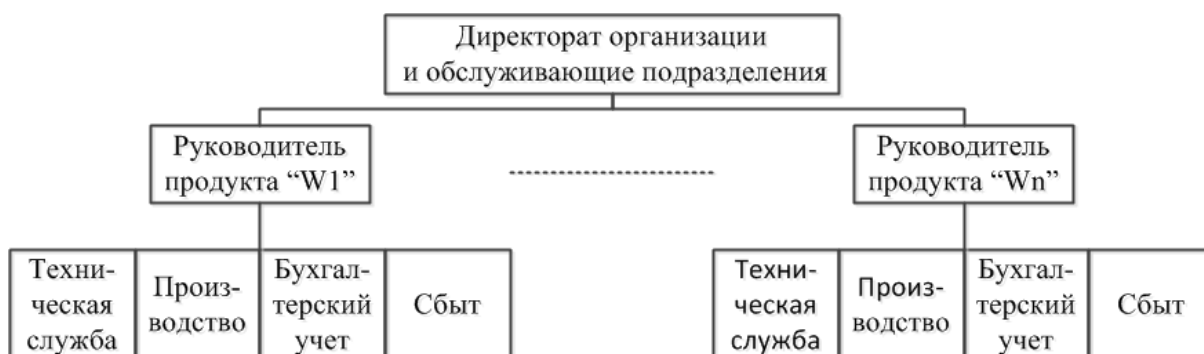 Директорат организации
и обслуживающие подразделения
Руководитель
продукта “W1”
Руководитель
продукта “Wn”
Техни-
ческая
служба
Произ-
водство
Бухгал-
терский
учет
Сбыт
Техни-
ческая
служба
Произ-
водство
Бухгал-
терский
учет
Сбыт